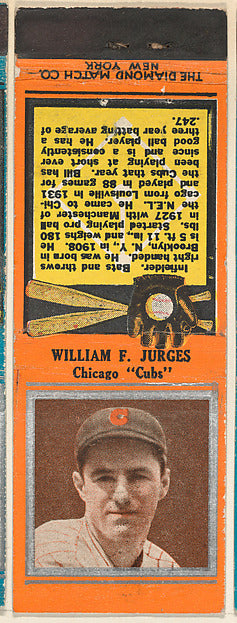 THE DIAMOND MATCH CO.
NEW YORK
Infielder. Bats and throws
right handed. He was born in
Brooklyn, N. Y., in 1908. He
is 5 ft. 11 in., and weighs 180
lbs. Started playing pro ball
in 1927 with Manchester of
the N.E.L. He came to Chi-
cago from Louisville in 1931
and played in 88 games for
the Cubs that year. Bill has
been playing at short ever
since and is a consistently
good ball player. He has a
three year batting average of
.247.
WILLIAM F. JURGES
Chicago "Cubs"
C